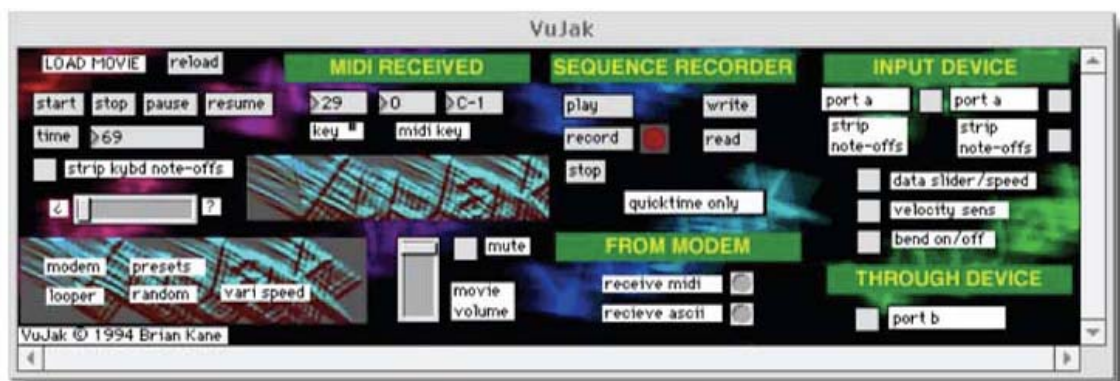 VuJak
LOAD MOVIE reload
start stop pause resume
time 69
strip kybd note-offs
¿ ?
modem presets
looper random vari speed
VuJak © 1994 Brian Kane
MIDI RECEIVED
29 0 C-1
key # midi key
mute
movie
volume
SEQUENCE RECORDER
play write
record read
stop
quicktime only
FROM MODEM
receive midi
recieve ascii
INPUT DEVICE
port a port a
strip strip
note-offs note-offs
data slider/speed
velocity sens
bend on/off
THROUGH DEVICE
port b